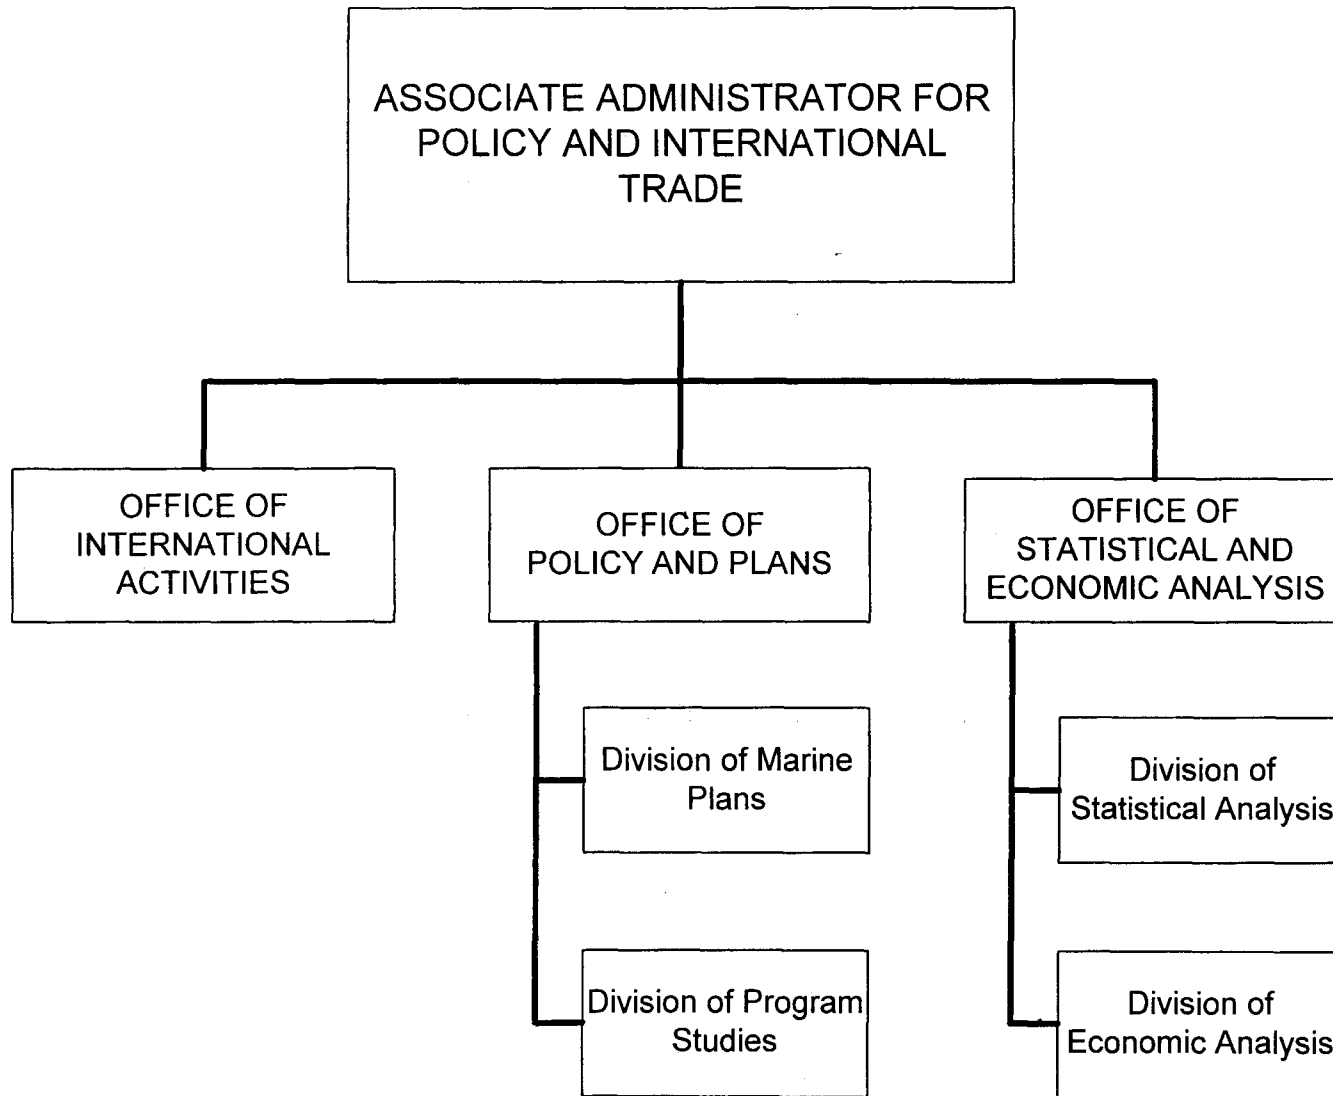 ASSOCIATE ADMINISTRATOR FOR
POLICY AND INTERNATIONAL
TRADE
OFFICE OF
INTERNATIONAL
ACTIVITIES
OFFICE OF
POLICY AND PLANS
OFFICE OF
STATISTICAL AND
ECONOMIC ANALYSIS
Division of Marine
Plans
Division of Program
Studies
Division of
Statistical Analysis
Division of
Economic Analysis